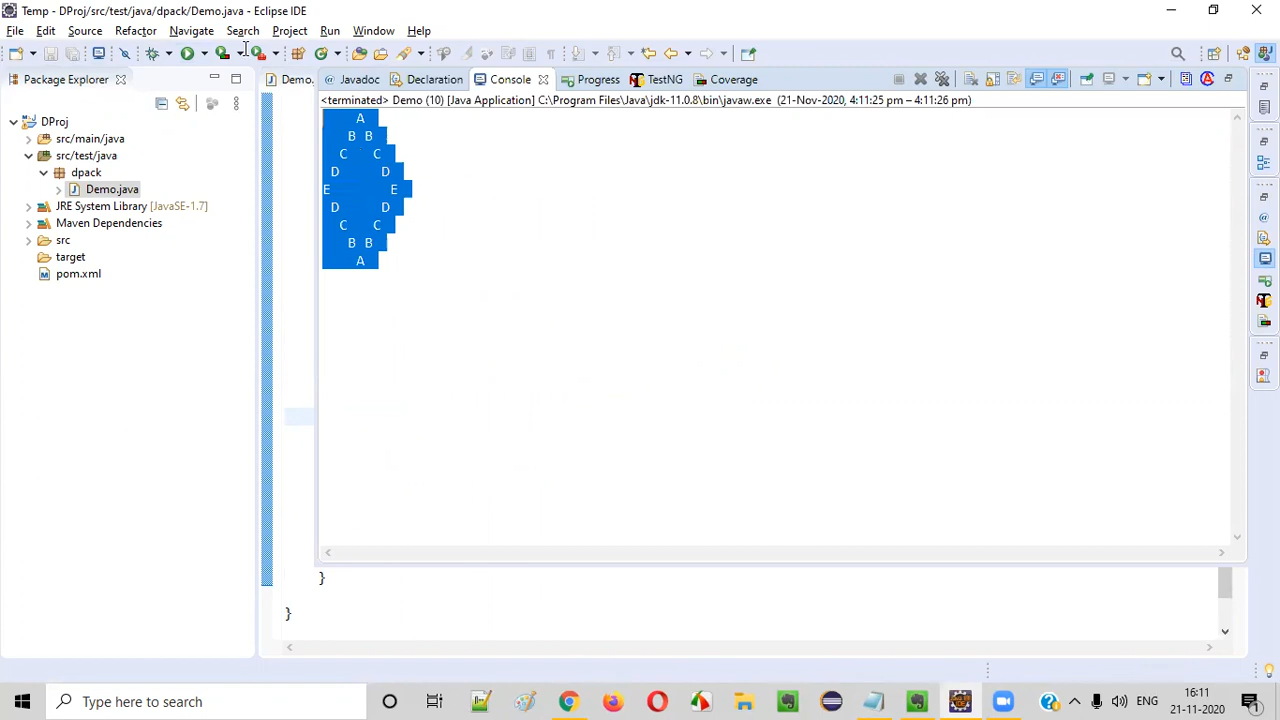 Temp - DProj/src/test/java/dpack/Demo.java - Eclipse IDE
File Edit Source Refactor Navigate Search Project Run Window Help
Package Explorer
Demo. Javadoc Declaration Console Progress TestNG Coverage
<terminated> Demo (10) [Java Application] C:\Program Files\Java\jdk-11.0.8\bin\javaw.exe (21-Nov-2020, 4:11:25 pm – 4:11:26 pm)
DProj
src/main/java
src/test/java
dpack
Demo.java
JRE System Library [JavaSE-1.7]
Maven Dependencies
src
target
pom.xml
A
B B
C C
D D
E E
D D
C C
B B
A
}
}
Type here to search
ENG
16:11
21-11-2020
1